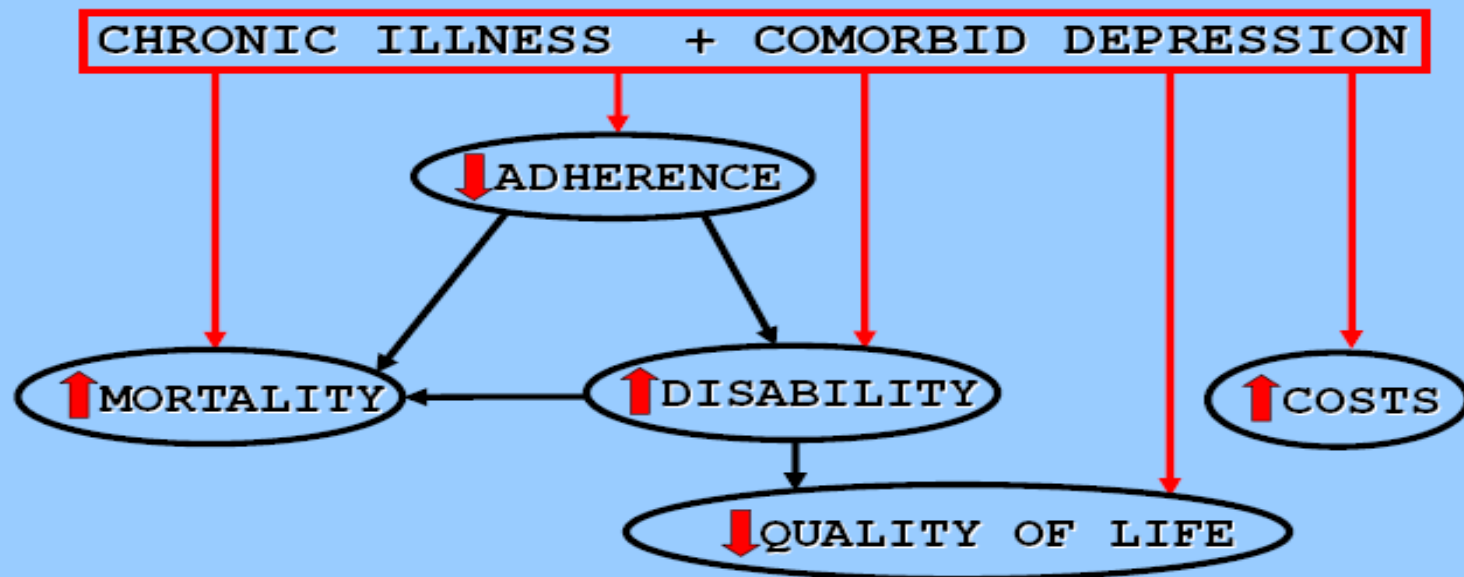 CHRONIC ILLNESS + COMORBID DEPRESSION
ADHERENCE
MORTALITY
DISABILITY
COSTS
QUALITY OF LIFE